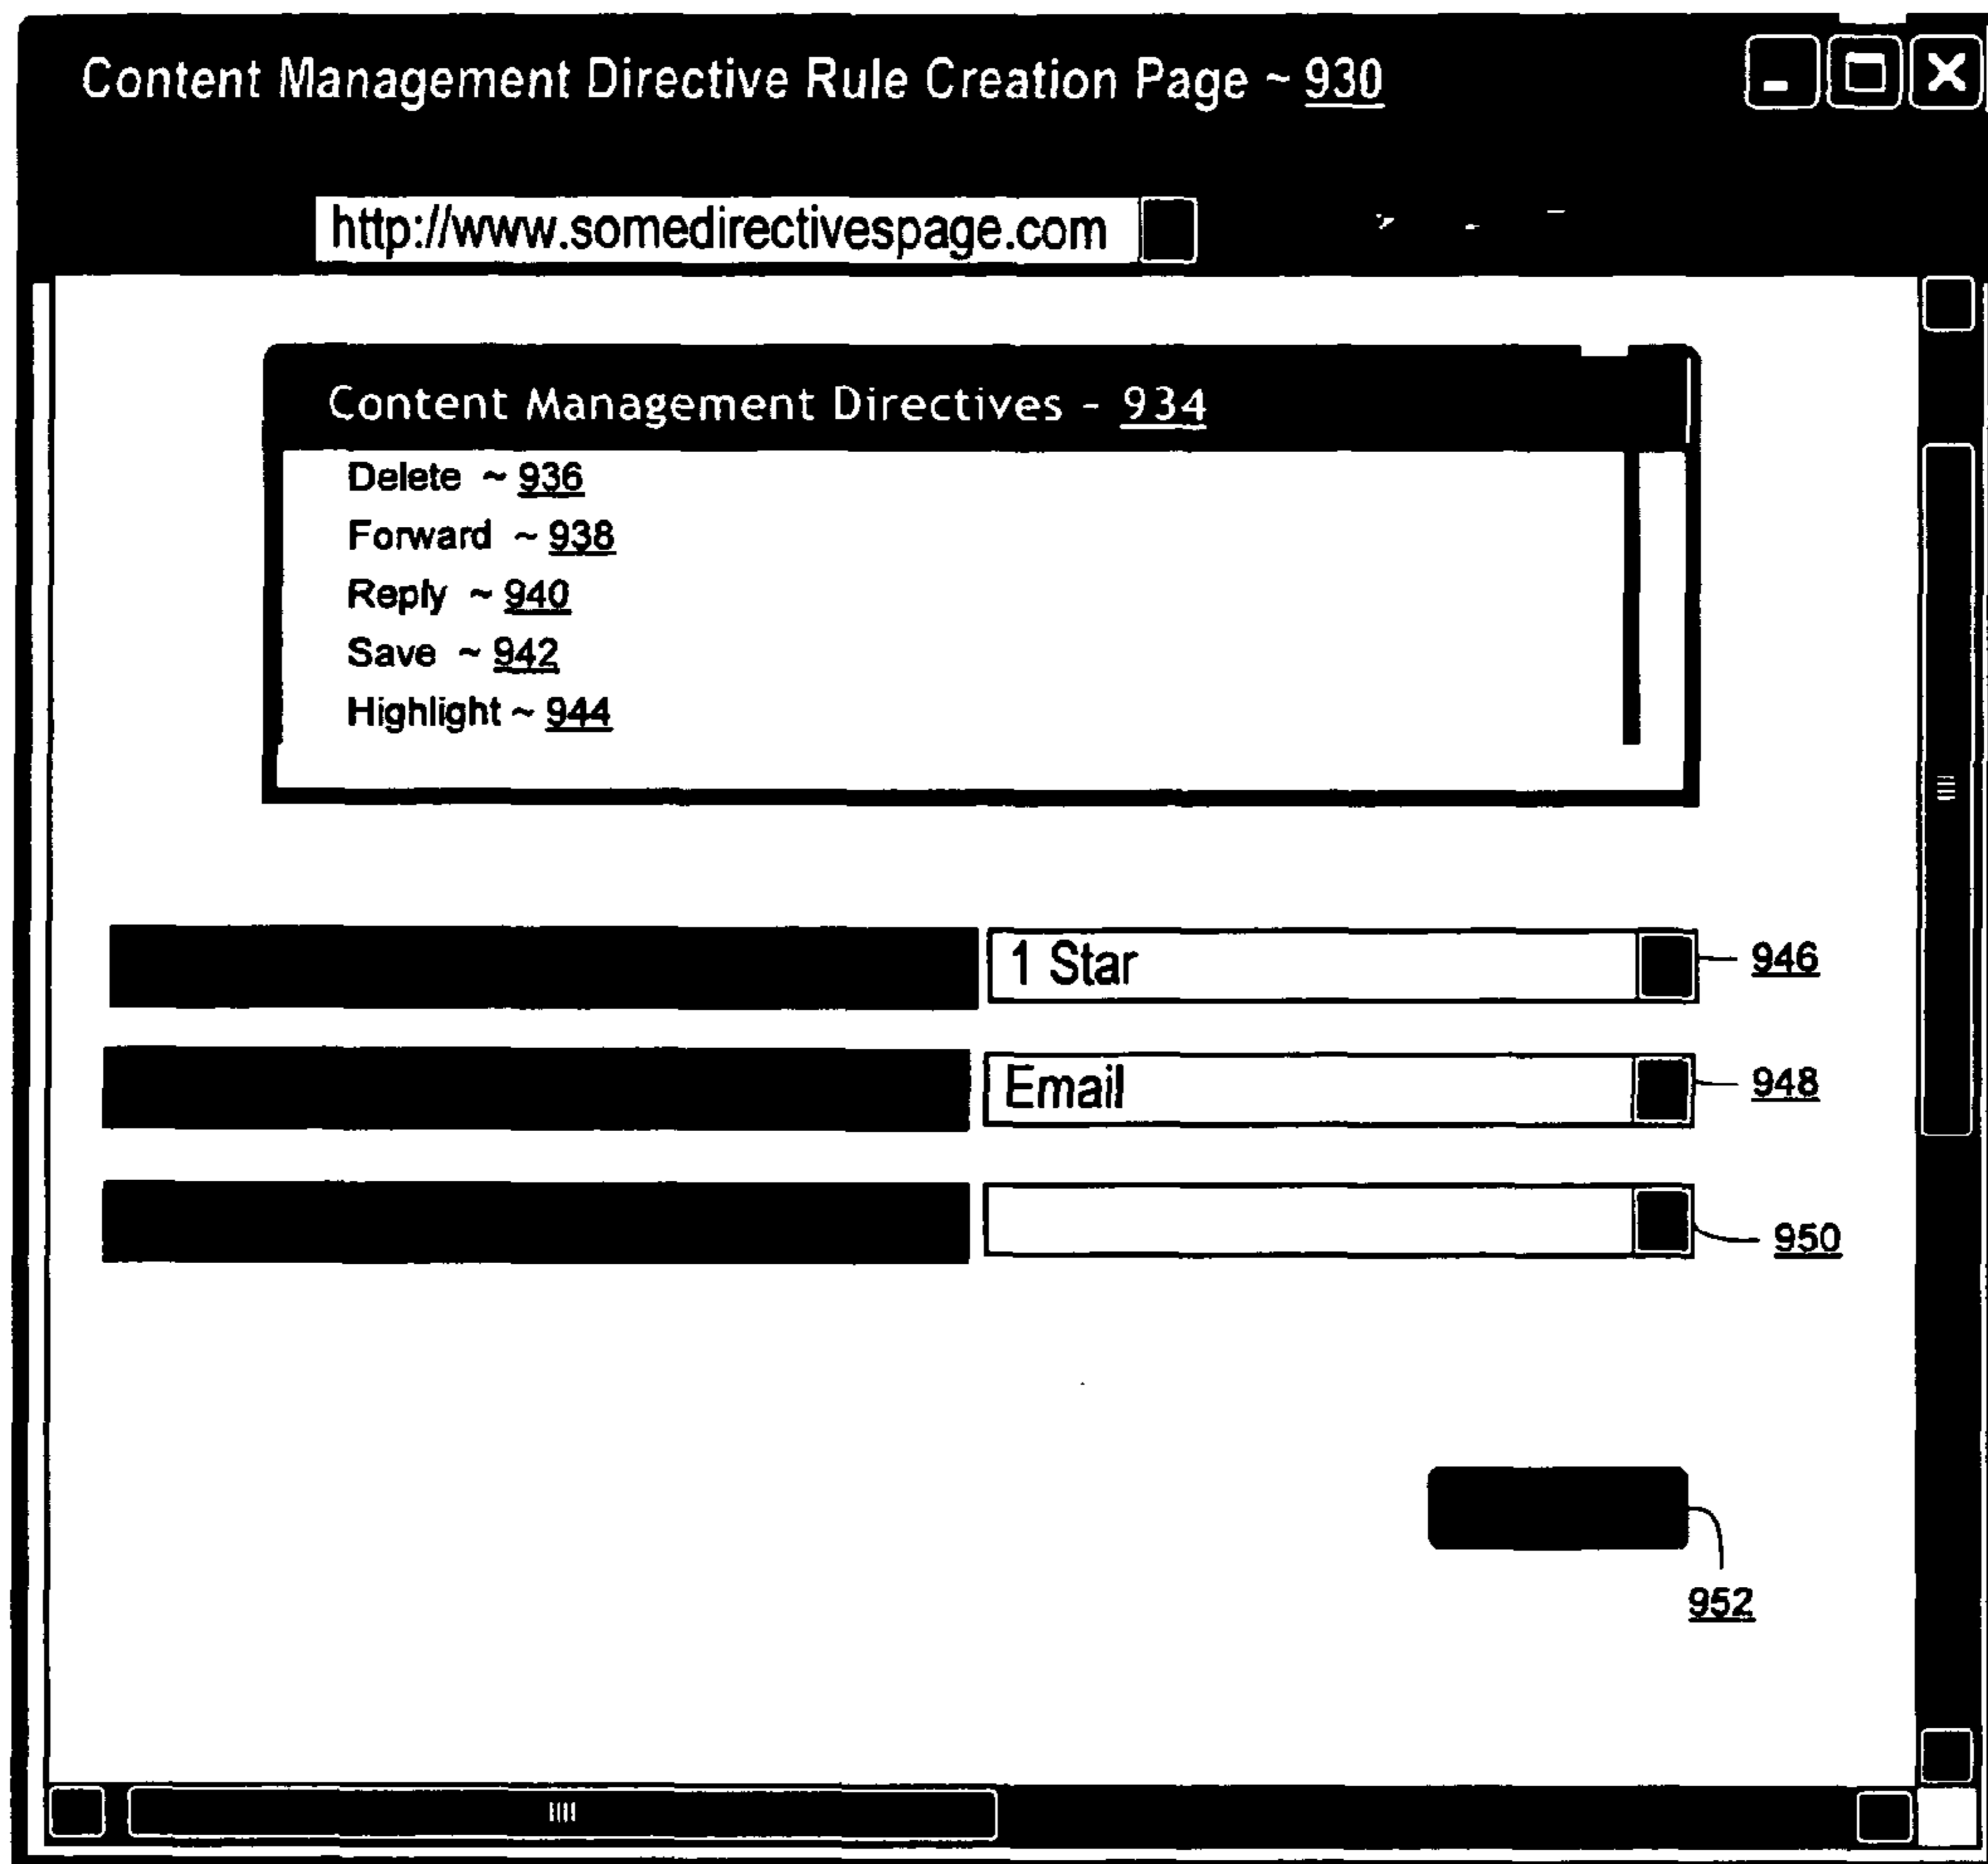 Content Management Directive Rule Creation Page ~ 930
http://www.somedirectivespage.com
Content Management Directives - 934
Delete ~ 936
Forward ~ 938
Reply ~ 940
Save ~ 942
Highlight ~ 944
1 Star 946
Email 948
950
952